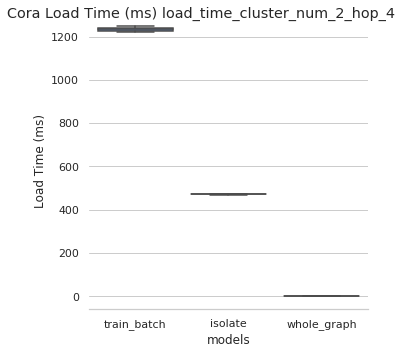 Cora Load Time (ms) load_time_cluster_num_2_hop_4
1200
1000
800
600
400
200
0
Load Time (ms)
train_batch
isolate
whole_graph
models